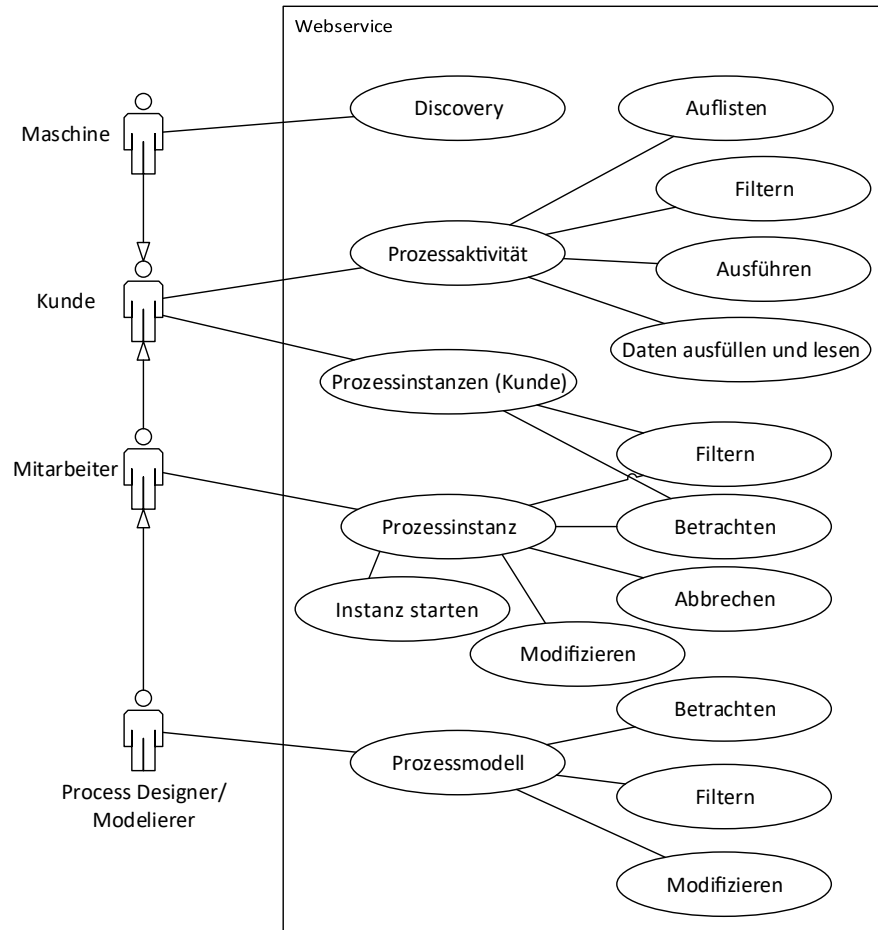 Webservice
Maschine
Discovery
Auflisten
Filtern
Prozessaktivität
Ausführen
Kunde
Daten ausfüllen und lesen
Prozessinstanzen (Kunde)
Filtern
Mitarbeiter
Prozessinstanz
Betrachten
Abbrechen
Instanz starten
Modifizieren
Betrachten
Prozessmodell
Process Designer/
Modelierer
Filtern
Modifizieren